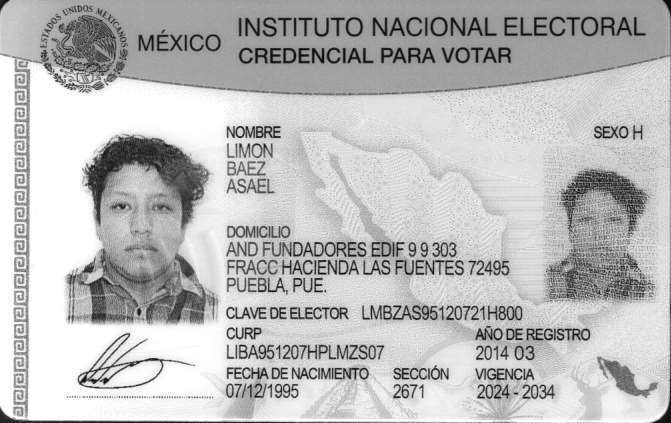 ESTADOS UNIDOS MEXICANOS
MÉXICO
INSTITUTO NACIONAL ELECTORAL
CREDENCIAL PARA VOTAR
NOMBRE
LIMON
BAEZ
ASAEL
SEXO H
DOMICILIO
AND FUNDADORES EDIF 9 9 303
FRACC HACIENDA LAS FUENTES 72495
PUEBLA, PUE.
CLAVE DE ELECTOR LMBZAS95120721H800
CURP
LIBA951207HPLMZS07
AÑO DE REGISTRO
2014 03
FECHA DE NACIMIENTO
07/12/1995
SECCIÓN
2671
VIGENCIA
2024 - 2034